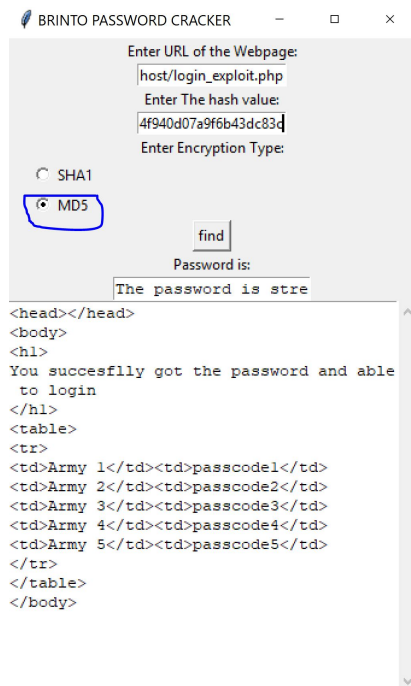 BRINTO PASSWORD CRACKER
Enter URL of the Webpage:
host/login_exploit.php
Enter The hash value:
4f940d07a9f6b43dc83c
Enter Encryption Type:
SHA1
MD5
find
Password is:
The password is stre
<head></head>
<body>
<h1>
You succesflly got the password and able
to login
</h1>
<table>
<tr>
<td>Army 1</td><td>passcode1</td>
<td>Army 2</td><td>passcode2</td>
<td>Army 3</td><td>passcode3</td>
<td>Army 4</td><td>passcode4</td>
<td>Army 5</td><td>passcode5</td>
</tr>
</table>
</body>